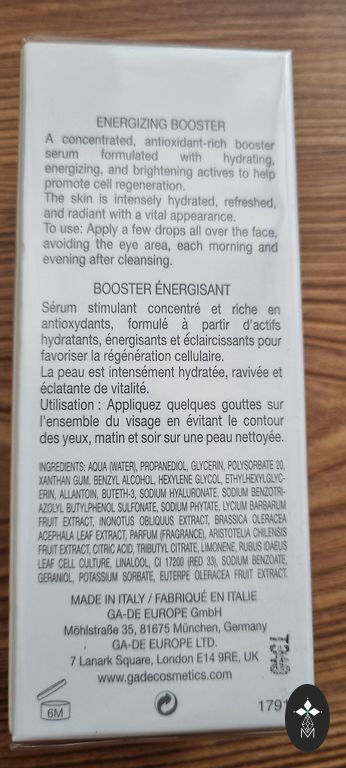 ENERGIZING BOOSTER
A concentrated, antioxidant-rich booster
serum formulated with hydrating,
energizing, and brightening actives to help
promote cell regeneration.
The skin is intensely hydrated, refreshed,
and radiant with a vital appearance.
To use: Apply a few drops all over the face,
avoiding the eye area, each morning and
evening after cleansing.
BOOSTER ÉNERGISANT
Sérum stimulant concentré et riche en
antioxydants, formulé à partir d'actifs
hydratants, énergisants et éclaircissants pour
favoriser la régénération cellulaire.
La peau est intensément hydratée, ravivée et
éclatante de vitalité.
Utilisation : Appliquez quelques gouttes sur
l'ensemble du visage en évitant le contour
des yeux, matin et soir sur une peau nettoyée.
INGREDIENTS: AQUA (WATER), PROPANEDIOL, GLYCERIN, POLYSORBATE 20,
XANTHAN GUM, BENZYL ALCOHOL, HEXYLENE GLYCOL, ETHYLHEXYLGLYC-
ERIN, ALLANTOIN, BUTETH-3, SODIUM HYALURONATE, SODIUM BENZOTRI-
AZOLYL BUTYLPHENOL SULFONATE, SODIUM PHYTATE, LYCIUM BARBARUM
FRUIT EXTRACT, INONOTUS OBLIQUUS EXTRACT, BRASSICA OLERACEA
ACEPHALA LEAF EXTRACT, PARFUM (FRAGRANCE), ARISTOTELIA CHILENSIS
FRUIT EXTRACT, CITRIC ACID, TRIBUTYL CITRATE, LIMONENE, RUBUS IDAEUS
LEAF CELL CULTURE, LINALOOL, CI 17200 (RED 33), SODIUM BENZOATE,
GERANIOL, POTASSIUM SORBATE, EUTERPE OLERACEA FRUIT EXTRACT.
MADE IN ITALY / FABRIQUÉ EN ITALIE
GA-DE EUROPE GmbH
Möhlstraße 35, 81675 München, Germany
GA-DE EUROPE LTD.
7 Lanark Square, London E14 9RE, UK
www.gadecosmetics.com
6M